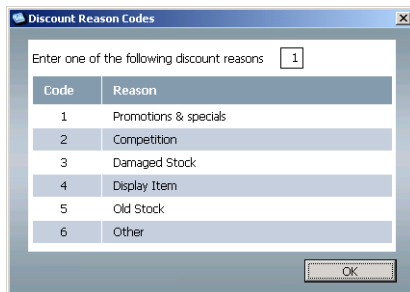 Discount Reason Codes
Enter one of the following discount reasons 1
Code Reason
1 Promotions & specials
2 Competition
3 Damaged Stock
4 Display Item
5 Old Stock
6 Other
OK